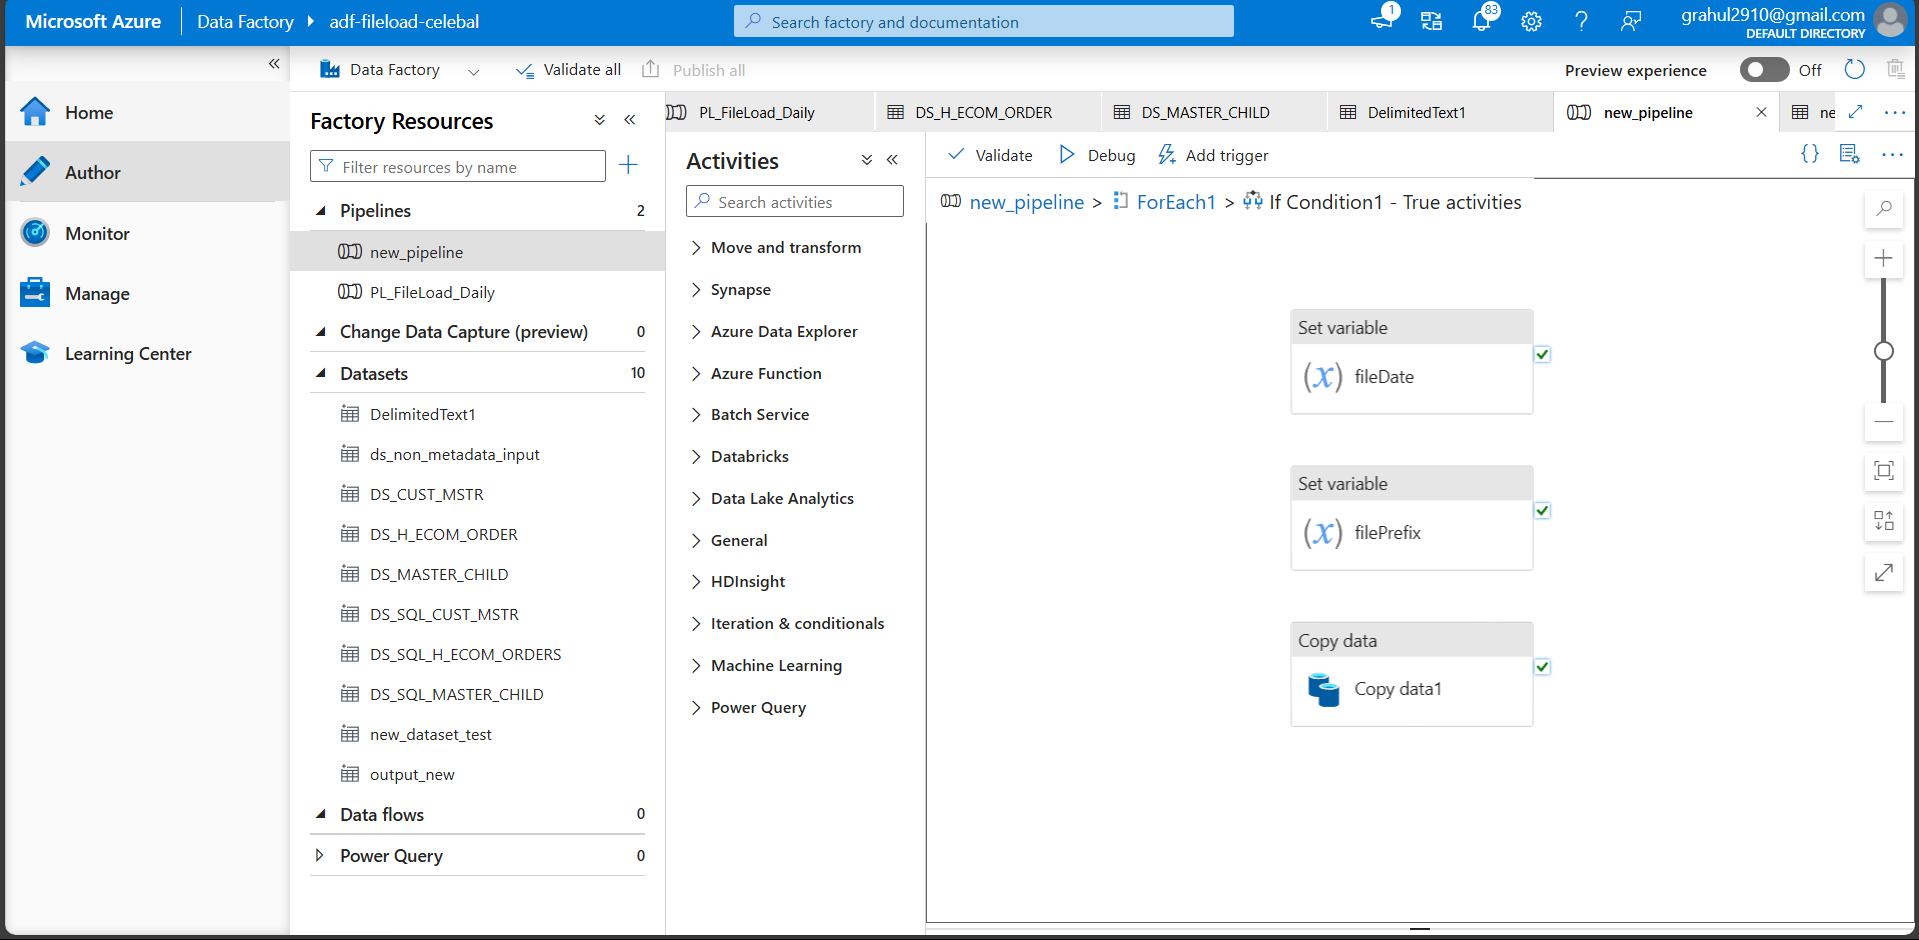 Microsoft Azure
Data Factory
adf-fileload-celebal
Search factory and documentation
1
83
?
grahul2910@gmail.com
DEFAULT DIRECTORY
Home
Author
Monitor
Manage
Learning Center
Data Factory
Validate all
Publish all
Preview experience
Off
Factory Resources
Filter resources by name
Pipelines
2
new_pipeline
PL_FileLoad_Daily
Change Data Capture (preview)
0
Datasets
10
DelimitedText1
ds_non_metadata_input
DS_CUST_MSTR
DS_H_ECOM_ORDER
DS_MASTER_CHILD
DS_SQL_CUST_MSTR
DS_SQL_H_ECOM_ORDERS
DS_SQL_MASTER_CHILD
new_dataset_test
output_new
Data flows
0
Power Query
0
PL_FileLoad_Daily
DS_H_ECOM_ORDER
DS_MASTER_CHILD
DelimitedText1
new_pipeline
ne
Activities
Search activities
Move and transform
Synapse
Azure Data Explorer
Azure Function
Batch Service
Databricks
Data Lake Analytics
General
HDInsight
Iteration & conditionals
Machine Learning
Power Query
Validate
Debug
Add trigger
{}
new_pipeline > ForEach1 > If Condition1 - True activities
Set variable
(x) fileDate
Set variable
(x) filePrefix
Copy data
Copy data1